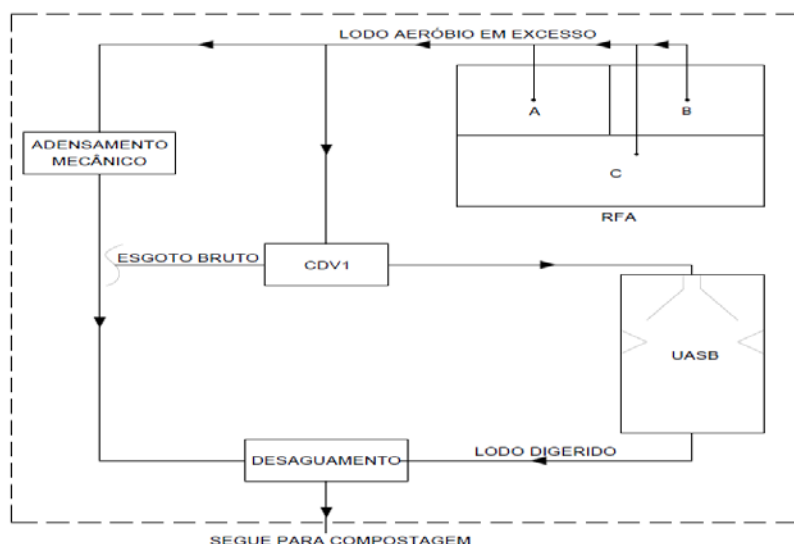 LODO AERÓBIO EM EXCESSO
A
B
C
RFA
ADENSAMENTO
MECÂNICO
ESGOTO BRUTO
CDV1
UASB
DESAGUAMENTO
LODO DIGERIDO
SEGUE PARA COMPOSTAGEM